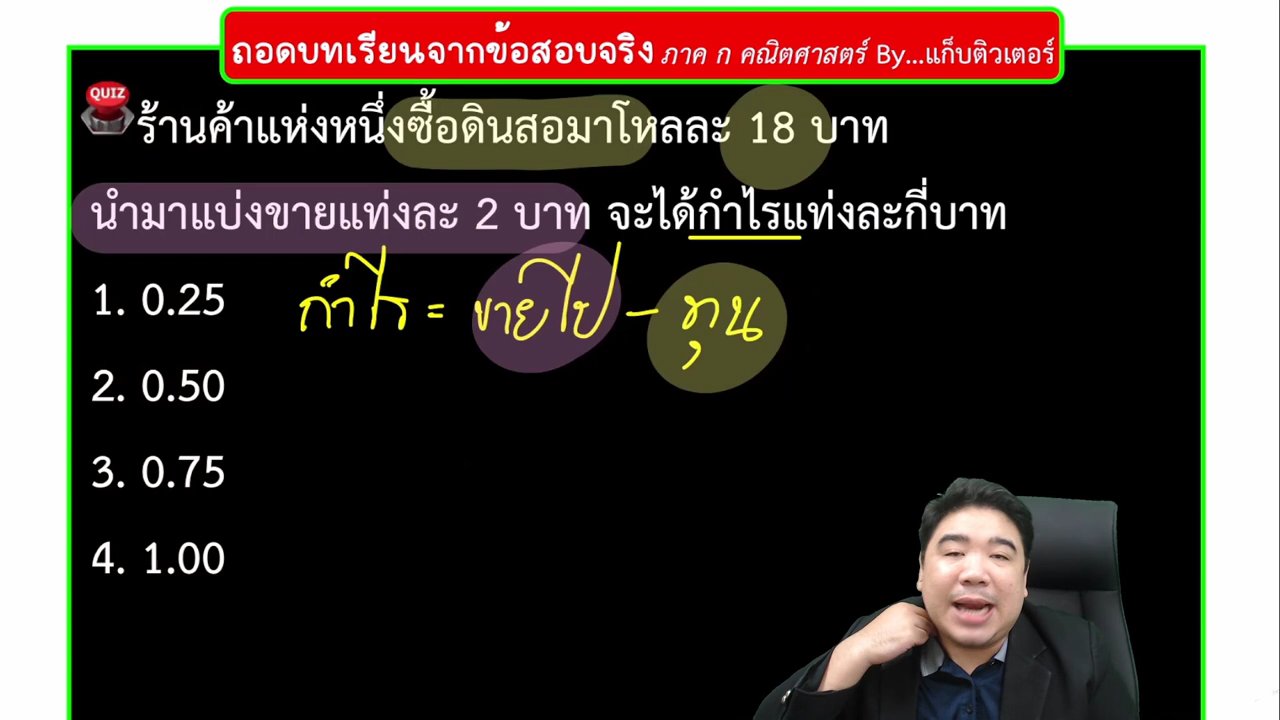 ถอดบทเรียนจากข้อสอบจริง ภาค ก คณิตศาสตร์ By...แก็บติวเตอร์
QUIZ
ร้านค้าแห่งหนึ่งซื้อดินสอมาโหลละ 18 บาท
นำมาแบ่งขายแท่งละ 2 บาท จะได้กำไรแท่งละกี่บาท
1. 0.25
กำไร = ขายไป - ทุน
2. 0.50
3. 0.75
4. 1.00